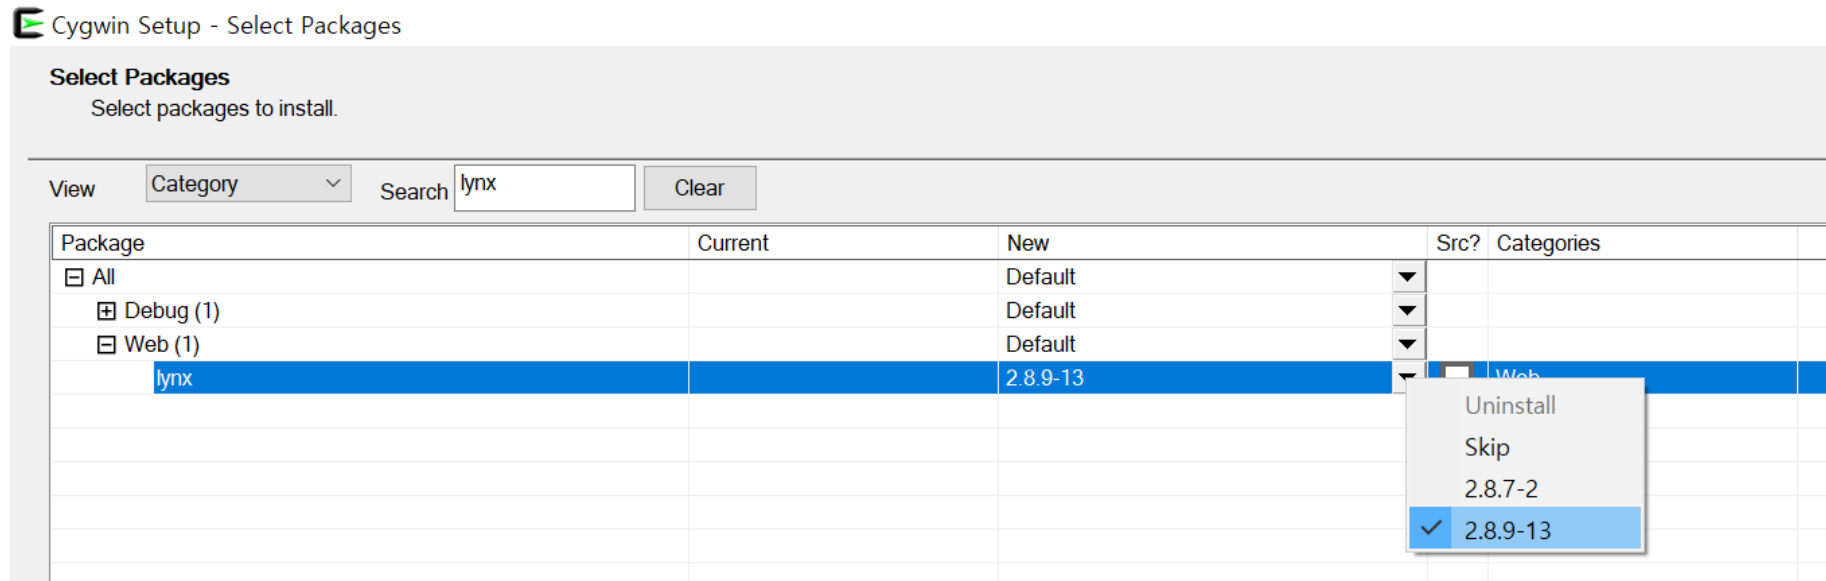 Cygwin Setup - Select Packages
Select Packages
Select packages to install.
View Category Search lynx Clear
Package Current New Src? Categories
All Default
Debug (1) Default
Web (1) Default
lynx 2.8.9-13 Web
Uninstall
Skip
2.8.7-2
2.8.9-13